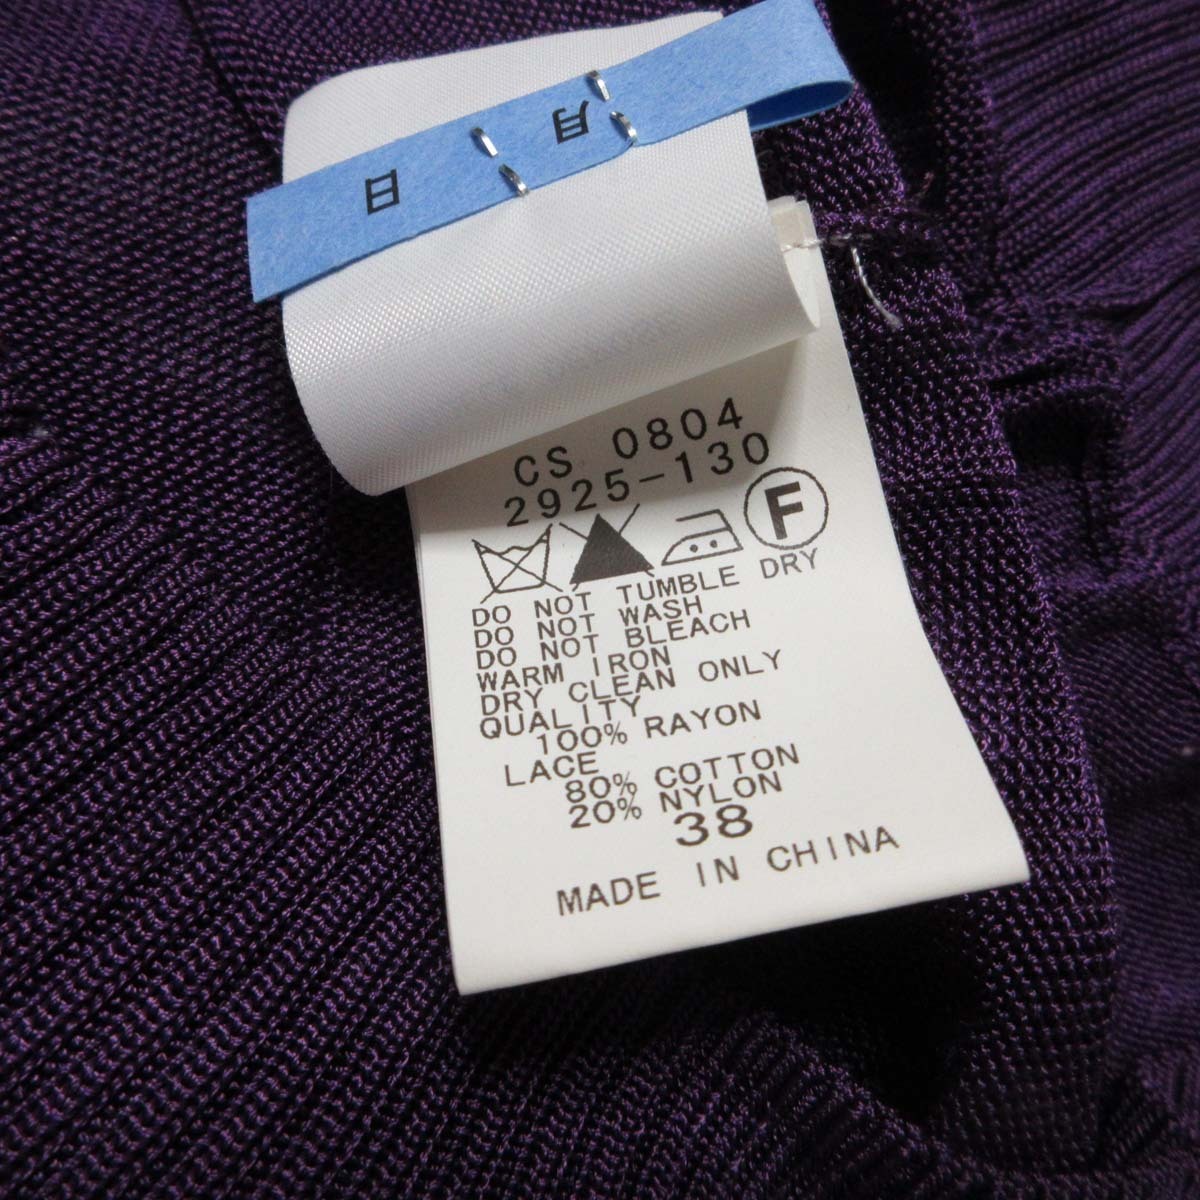 日 月
CS 0804
2925-130
F
DO NOT TUMBLE DRY
DO NOT WASH
DO NOT BLEACH
WARM IRON
DRY CLEAN ONLY
QUALITY
100% RAYON
LACE
80% COTTON
20% NYLON
38
MADE IN CHINA